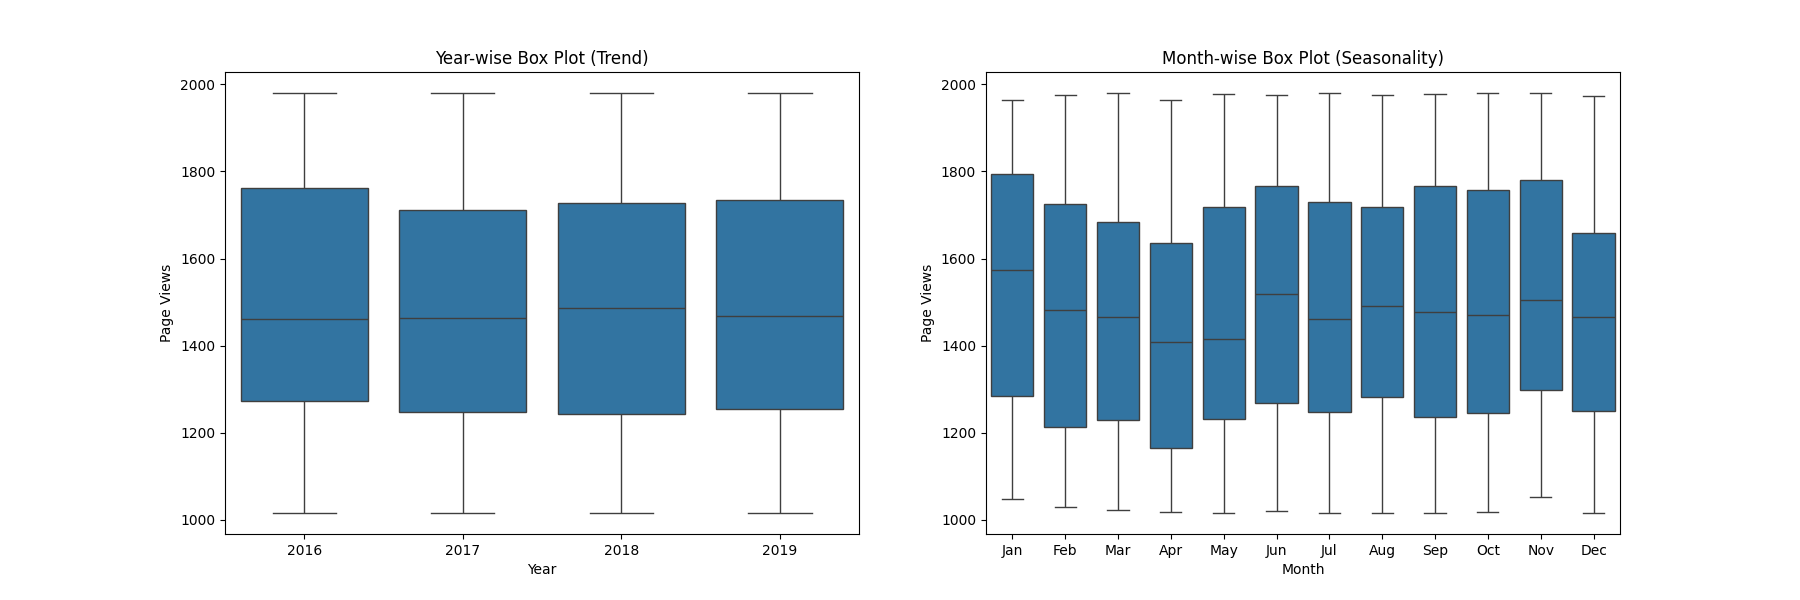 Year-wise Box Plot (Trend)
Page Views
2000
1800
1600
1400
1200
1000
2016 2017 2018 2019
Year
Month-wise Box Plot (Seasonality)
Page Views
2000
1800
1600
1400
1200
1000
Jan Feb Mar Apr May Jun Jul Aug Sep Oct Nov Dec
Month